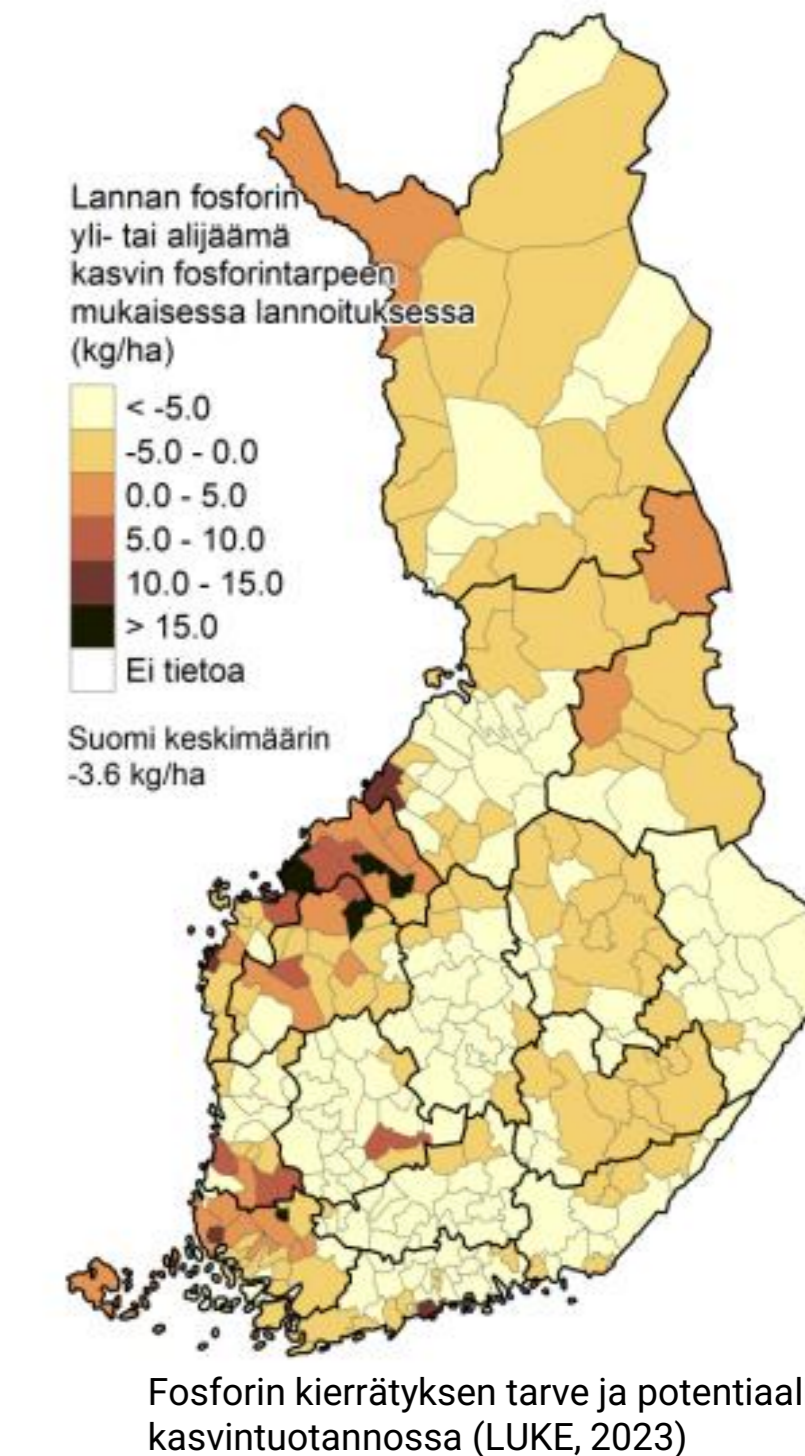 Lannan fosforin
yli- tai alijäämä
kasvin fosforintarpeen
mukaisessa lannoituksessa
(kg/ha)
< -5.0
-5.0 - 0.0
0.0 - 5.0
5.0 - 10.0
10.0 - 15.0
> 15.0
Ei tietoa
Suomi keskimäärin
-3.6 kg/ha
Fosforin kierrätyksen tarve ja potentiaal
kasvintuotannossa (LUKE, 2023)